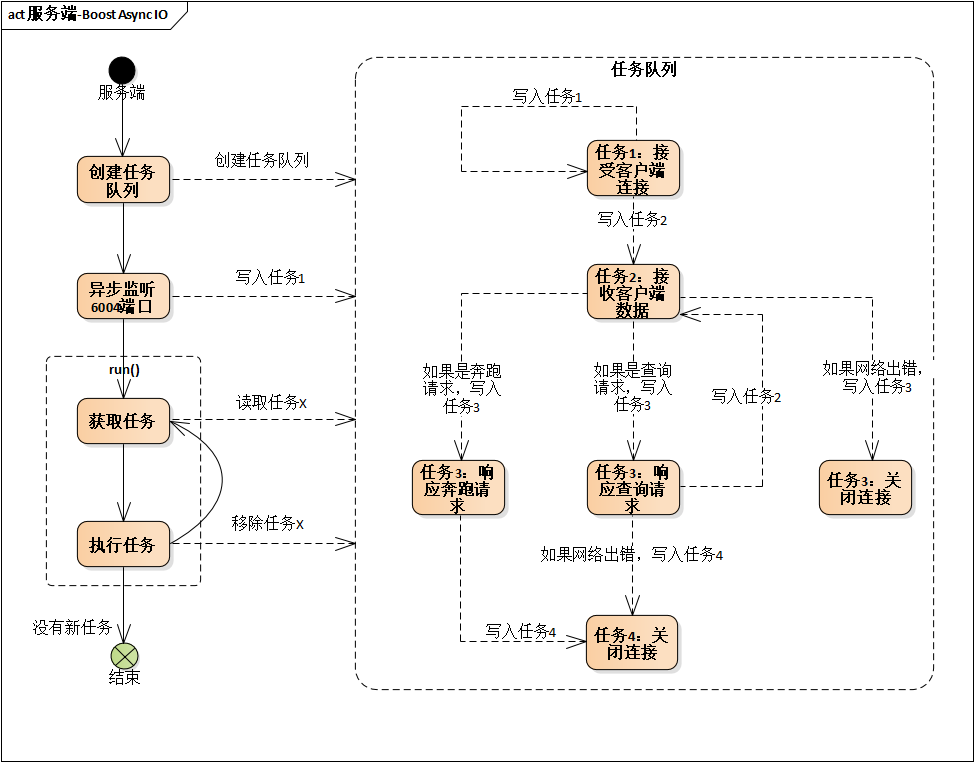 act 服务端-Boost Async IO
服务端
创建任务
队列
创建任务队列
异步监听
6004端口
写入任务1
run()
获取任务
读取任务X
执行任务
移除任务X
没有新任务
结束
任务队列
写入任务1
任务1：接
受客户端
连接
写入任务2
任务2：接
收客户端
数据
如果是奔跑
请求，写入
任务3
如果是查询
请求，写入
任务3
写入任务2
如果网络出错，
写入任务3
任务3：响
应奔跑请
求
任务3：响
应查询请
求
任务3：关
闭连接
如果网络出错，写入任务4
写入任务4
任务4：关
闭连接